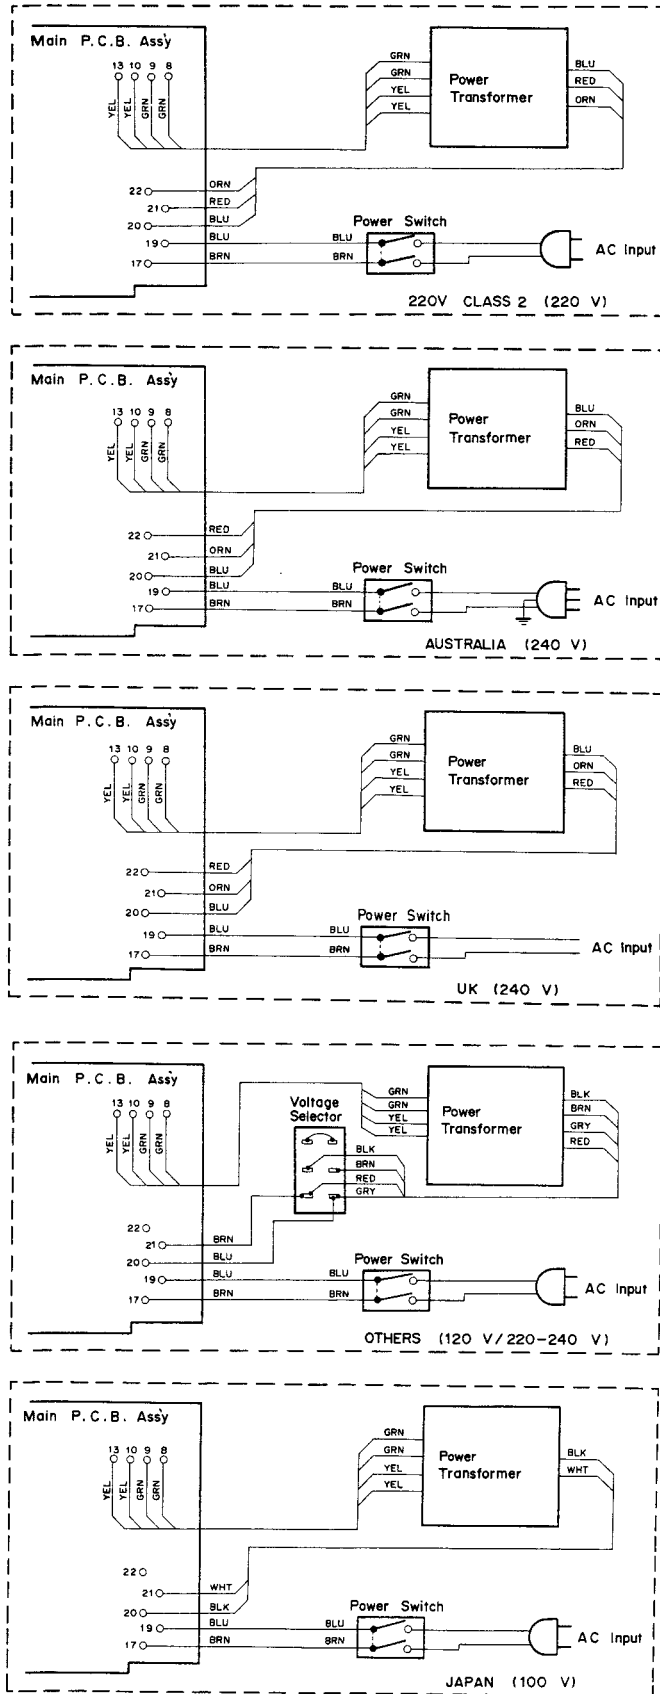 Main P.C.B. Ass'y
13 10 9 8
YEL YEL GRN GRN
GRN
GRN
YEL
YEL
Power
Transformer
BLU
RED
ORN
22 ORN
21 RED
20 BLU
Power Switch
19 BLU BLU
17 BRN BRN
AC Input
220V CLASS 2 (220 V)
Main P.C.B. Ass'y
13 10 9 8
YEL YEL GRN GRN
GRN
GRN
YEL
YEL
Power
Transformer
BLU
ORN
RED
22 RED
21 ORN
20 BLU
Power Switch
19 BLU BLU
17 BRN BRN
AC Input
AUSTRALIA (240 V)
Main P.C.B. Ass'y
13 10 9 8
YEL YEL GRN GRN
GRN
GRN
YEL
YEL
Power
Transformer
BLU
ORN
RED
22 RED
21 ORN
20 BLU
Power Switch
19 BLU BLU
17 BRN BRN
AC Input
UK (240 V)
Main P.C.B. Ass'y
13 10 9 8
YEL YEL GRN GRN
Voltage
Selector
GRN
GRN
YEL
YEL
Power
Transformer
BLK
BRN
GRY
RED
BLK
BRN
RED
GRY
22
21 BRN
20 BLU
Power Switch
19 BLU BLU
17 BRN BRN
AC Input
OTHERS (120 V/220-240 V)
Main P.C.B. Ass'y
13 10 9 8
YEL YEL GRN GRN
GRN
GRN
YEL
YEL
Power
Transformer
BLK
WHT
22
21 WHT
20 BLK
Power Switch
19 BLU BLU
17 BRN BRN
AC Input
JAPAN (100 V)